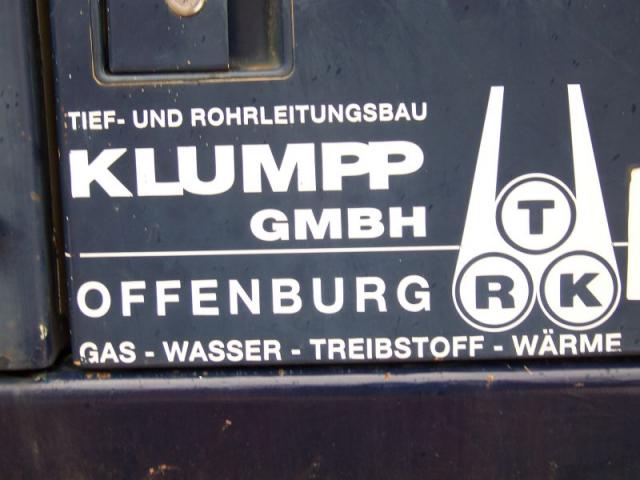 TIEF- UND ROHRLEITUNGSBAU
KLUMPP
GMBH
OFFENBURG
T
R K
GAS - WASSER - TREIBSTOFF - WÄRME